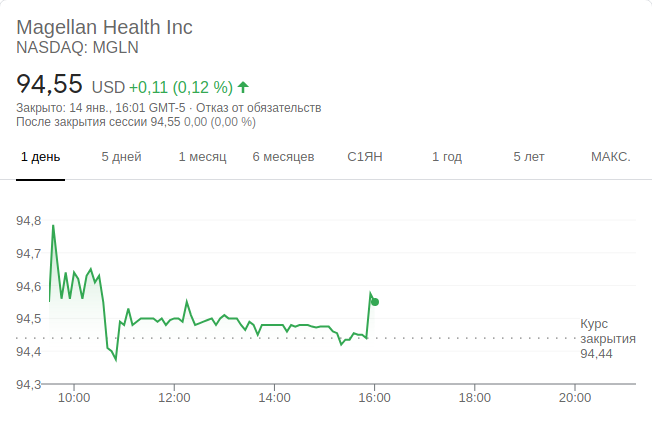 Magellan Health Inc
NASDAQ: MGLN
94,55 USD +0,11 (0,12 %)
Закрыто: 14 янв., 16:01 GMT-5 · Отказ от обязательств
После закрытия сессии 94,55 0,00 (0,00 %)
1 день 5 дней 1 месяц 6 месяцев С1ЯН 1 год 5 лет МАКС.
94,8
94,7
94,6
94,5
94,4
94,3
Курс
закрытия
94,44
10:00 12:00 14:00 16:00 18:00 20:00